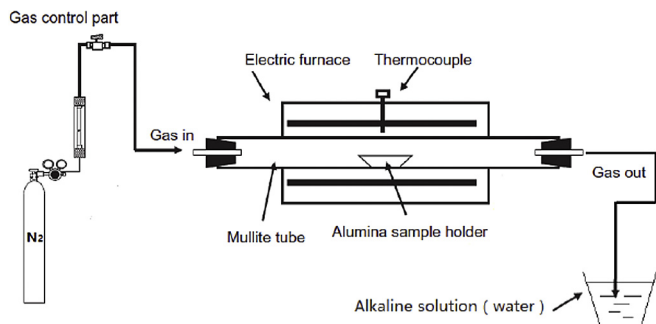 Gas control part
Electric furnace
Thermocouple
Gas in
Gas out
N2
Mullite tube
Alumina sample holder
Alkaline solution ( water )